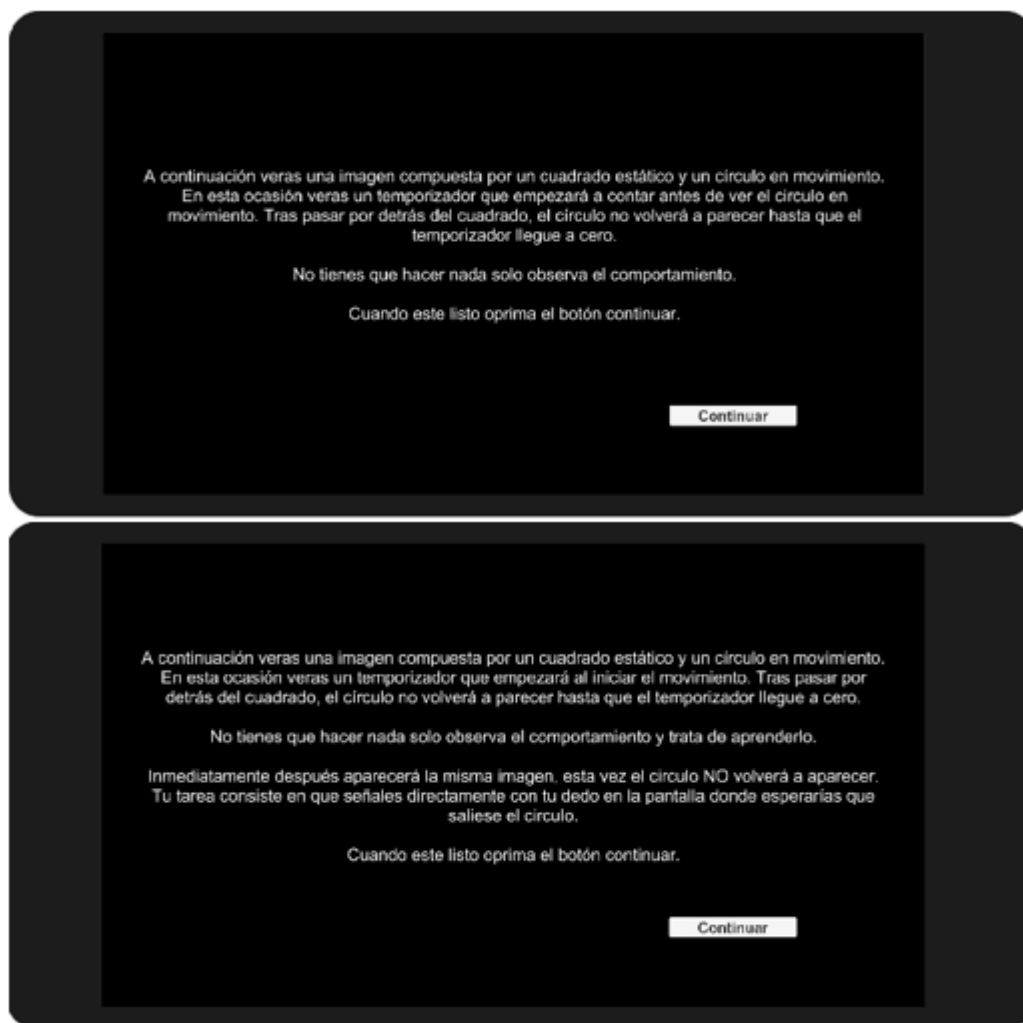 A continuación veras una imagen compuesta por un cuadrado estático y un círculo en movimiento.
En esta ocasión veras un temporizador que empezará a contar antes de ver el circulo en
movimiento. Tras pasar por detrás del cuadrado, el círculo no volverá a parecer hasta que el
temporizador llegue a cero.
No tienes que hacer nada solo observa el comportamiento.
Cuando este listo oprima el botón continuar.
Continuar
A continuación veras una imagen compuesta por un cuadrado estático y un círculo en movimiento.
En esta ocasión veras un temporizador que empezará al iniciar el movimiento. Tras pasar por
detrás del cuadrado, el círculo no volverá a parecer hasta que el temporizador llegue a cero.
No tienes que hacer nada solo observa el comportamiento y trata de aprenderlo.
Inmediatamente después aparecerá la misma imagen, esta vez el circulo NO volverá a aparecer.
Tu tarea consiste en que señales directamente con tu dedo en la pantalla donde esperarías que
saliese el circulo.
Cuando este listo oprima el botón continuar.
Continuar